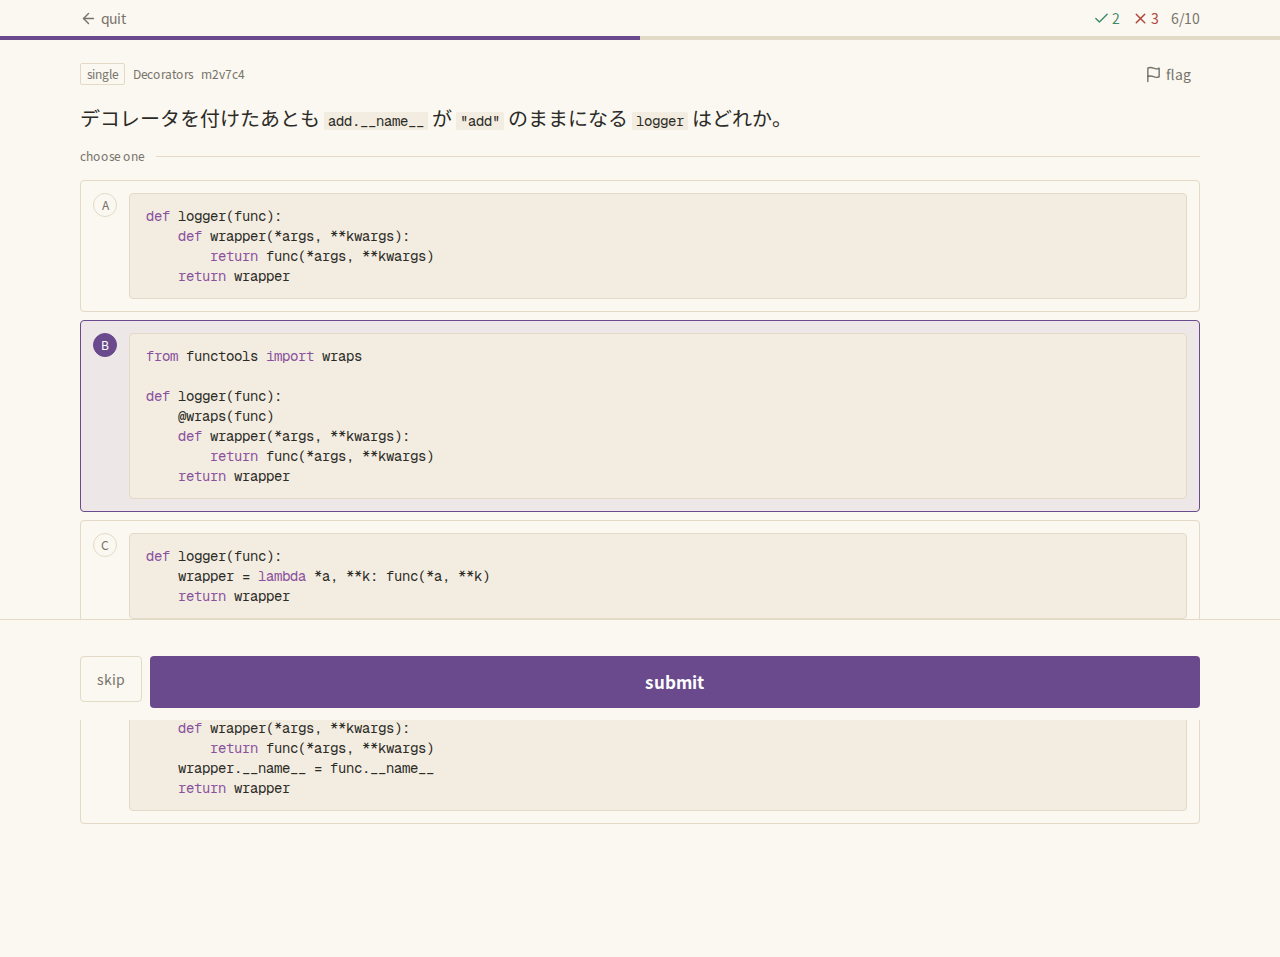 quit
2 3 6/10
single Decorators m2v7c4
flag
デコレータを付けたあとも add.__name__ が "add" のままになる logger はどれか。
choose one
A
def logger(func):
    def wrapper(*args, **kwargs):
        return func(*args, **kwargs)
    return wrapper
B
from functools import wraps

def logger(func):
    @wraps(func)
    def wrapper(*args, **kwargs):
        return func(*args, **kwargs)
    return wrapper
C
def logger(func):
    wrapper = lambda *a, **k: func(*a, **k)
    return wrapper
skip
submit
    def wrapper(*args, **kwargs):
        return func(*args, **kwargs)
    wrapper.__name__ = func.__name__
    return wrapper